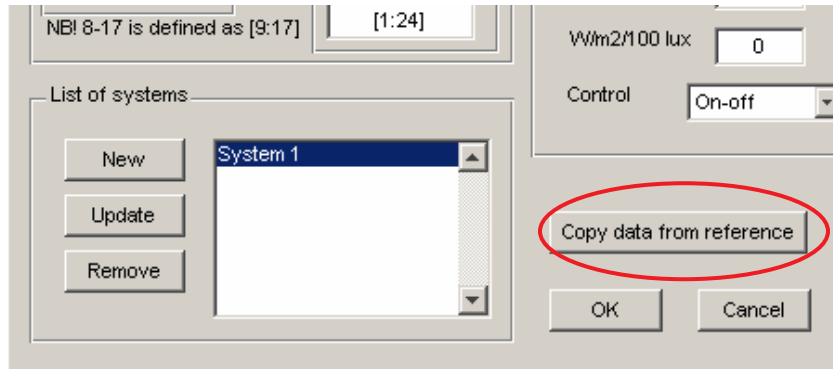 NB! 8-17 is defined as [9:17]
[1:24]
W/m2/100 lux
0
Control
On-off
List of systems
New
Update
Remove
System 1
Copy data from reference
OK
Cancel